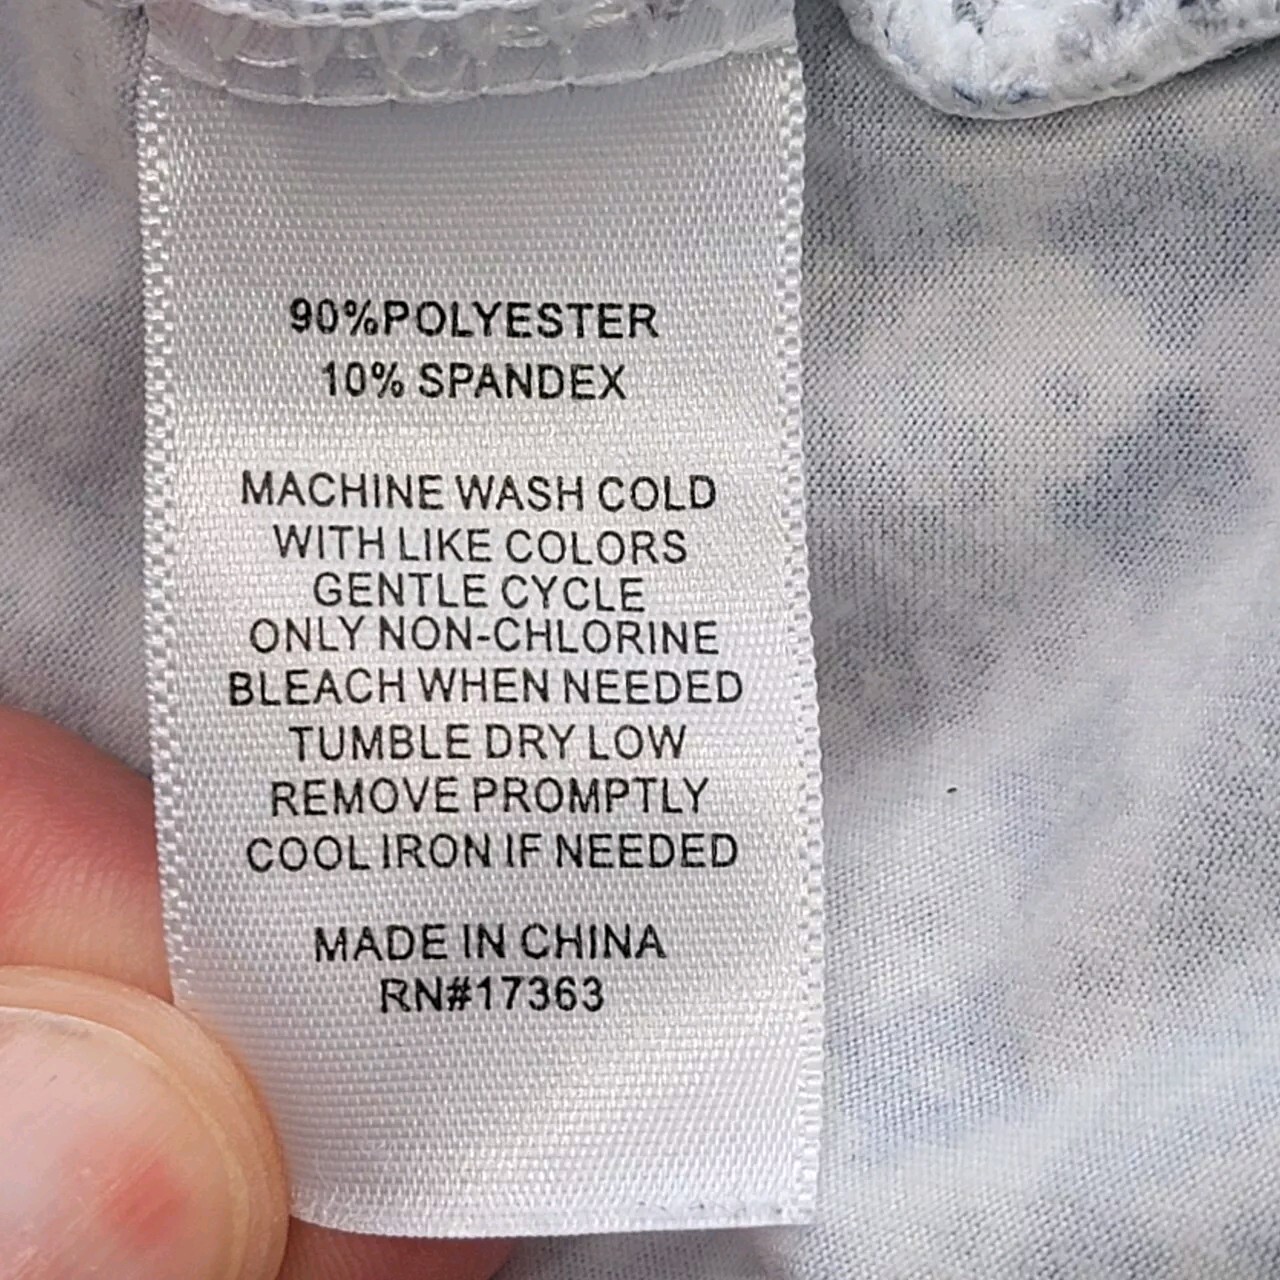 90%POLYESTER
10% SPANDEX
MACHINE WASH COLD
WITH LIKE COLORS
GENTLE CYCLE
ONLY NON-CHLORINE
BLEACH WHEN NEEDED
TUMBLE DRY LOW
REMOVE PROMPTLY
COOL IRON IF NEEDED
MADE IN CHINA
RN#17363